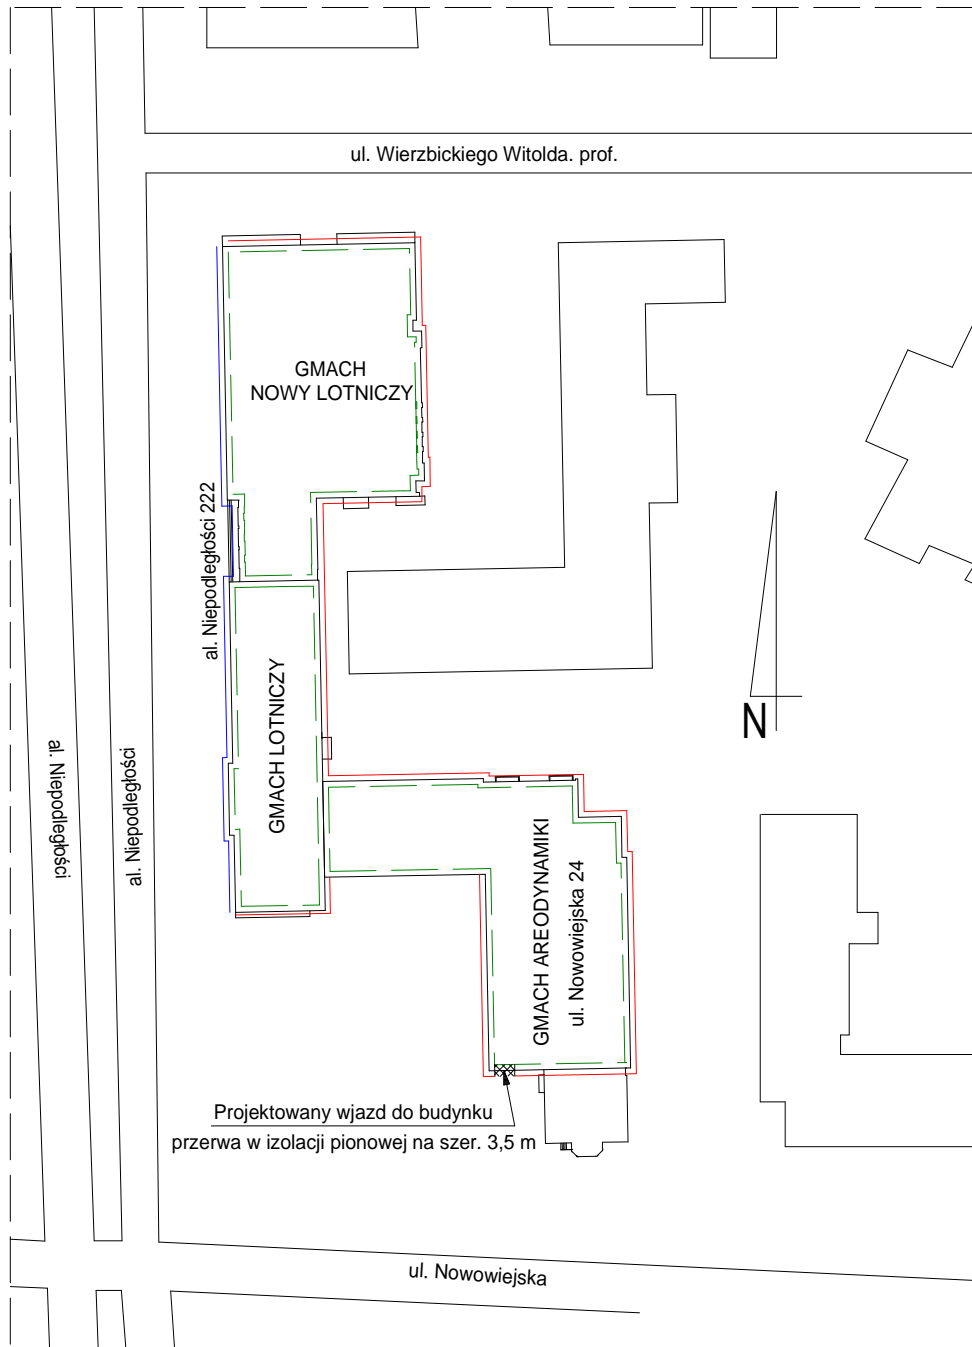 ul. Wierzbickiego Witolda. prof.
GMACH
NOWY LOTNICZY
al. Niepodległości 222
GMACH LOTNICZY
N
al. Niepodległości
al. Niepodległości
GMACH AREODYNAMIKI
ul. Nowowiejska 24
Projektowany wjazd do budynku
przerwa w izolacji pionowej na szer. 3,5 m
ul. Nowowiejska